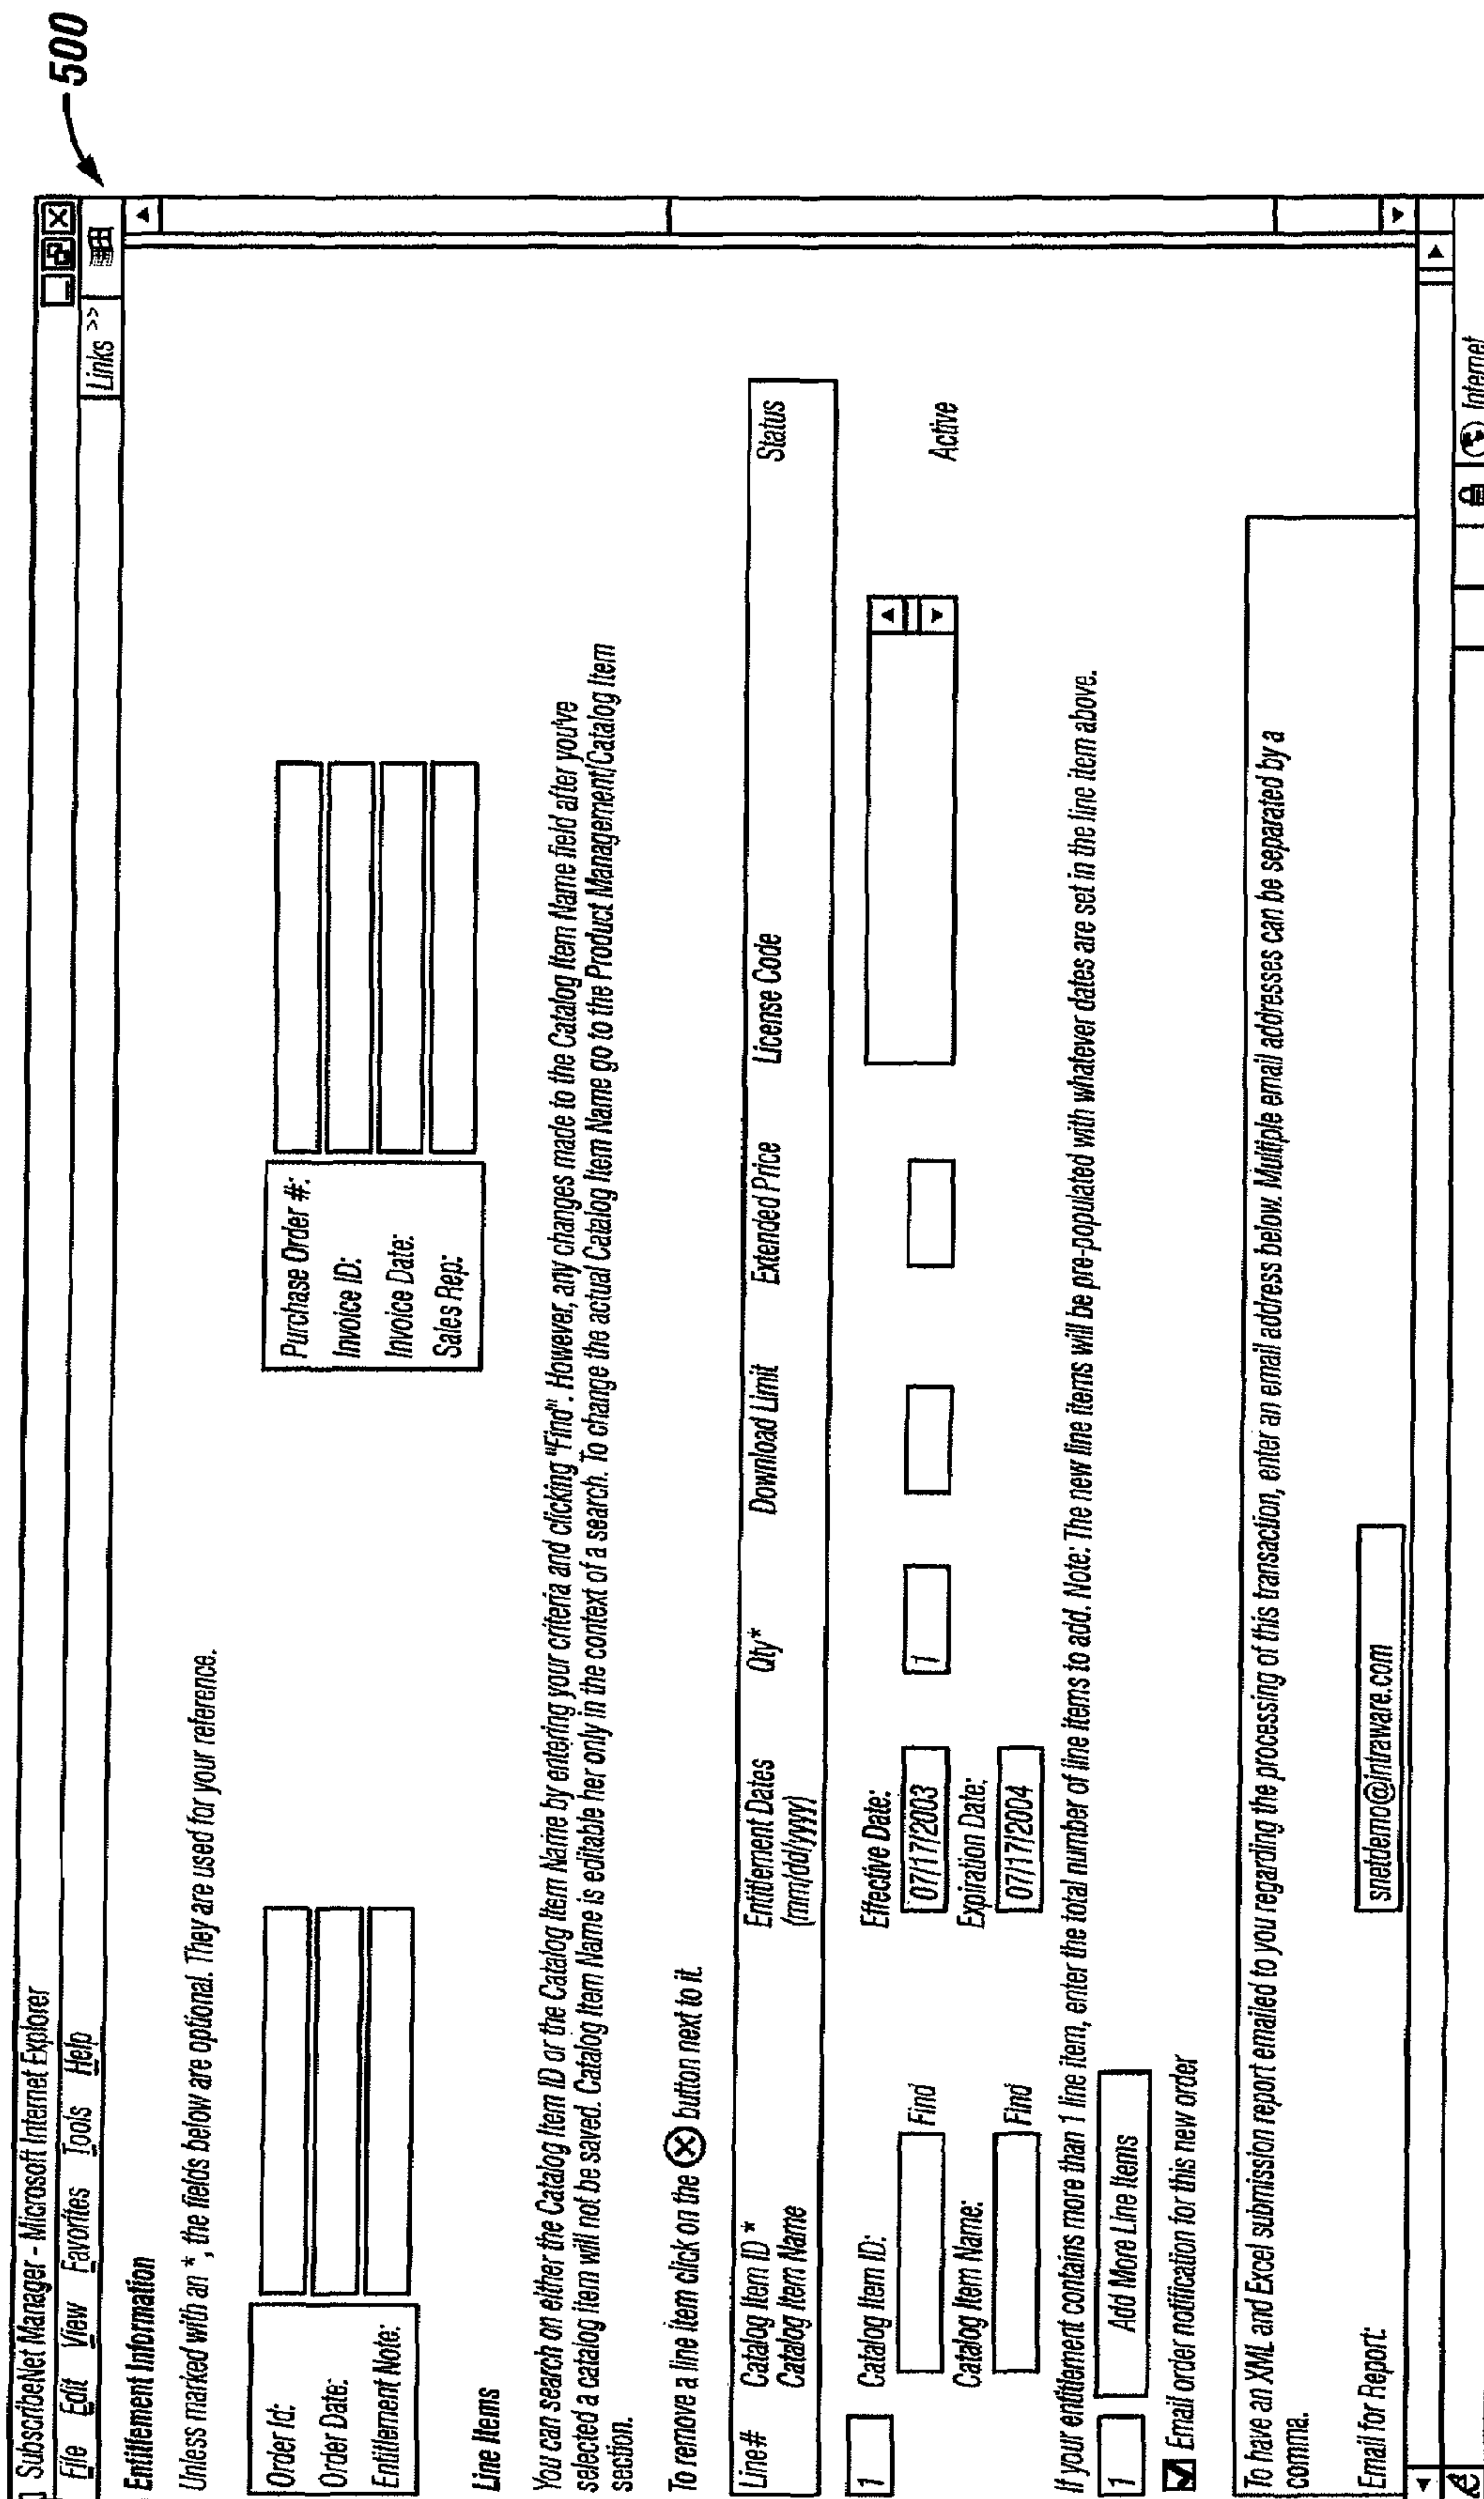 500
SubscribeNet Manager - Microsoft Internet Explorer
File Edit View Favorites Tools Help
Links >>
Entitlement Information
Unless marked with an *, the fields below are optional. They are used for your reference.
Order Id:
Order Date:
Entitlement Note:
Purchase Order #:
Invoice ID:
Invoice Date:
Sales Rep:
Line Items
You can search on either the Catalog Item ID or the Catalog Item Name by entering your criteria and clicking "Find". However, any changes made to the Catalog Item Name field after you've
selected a catalog item will not be saved. Catalog Item Name is editable her only in the context of a search. To change the actual Catalog Item Name go to the Product Management/Catalog Item
section.
To remove a line item click on the X button next to it.
Line# Catalog Item ID * Entitlement Dates Qty* Download Limit Extended Price License Code Status
Catalog Item Name (mm/dd/yyyy)
1 Catalog Item ID: Effective Date:
Find 07/17/2003 1 Active
Catalog Item Name: Expiration Date:
Find 07/17/2004
If your entitlement contains more than 1 line item, enter the total number of line items to add. Note: The new line items will be pre-populated with whatever dates are set in the line item above.
1 Add More Line Items
Email order notification for this new order
To have an XML and Excel submission report emailed to you regarding the processing of this transaction, enter an email address below. Multiple email addresses can be separated by a
comma.
Email for Report: snetdemo@intraware.com
Internet